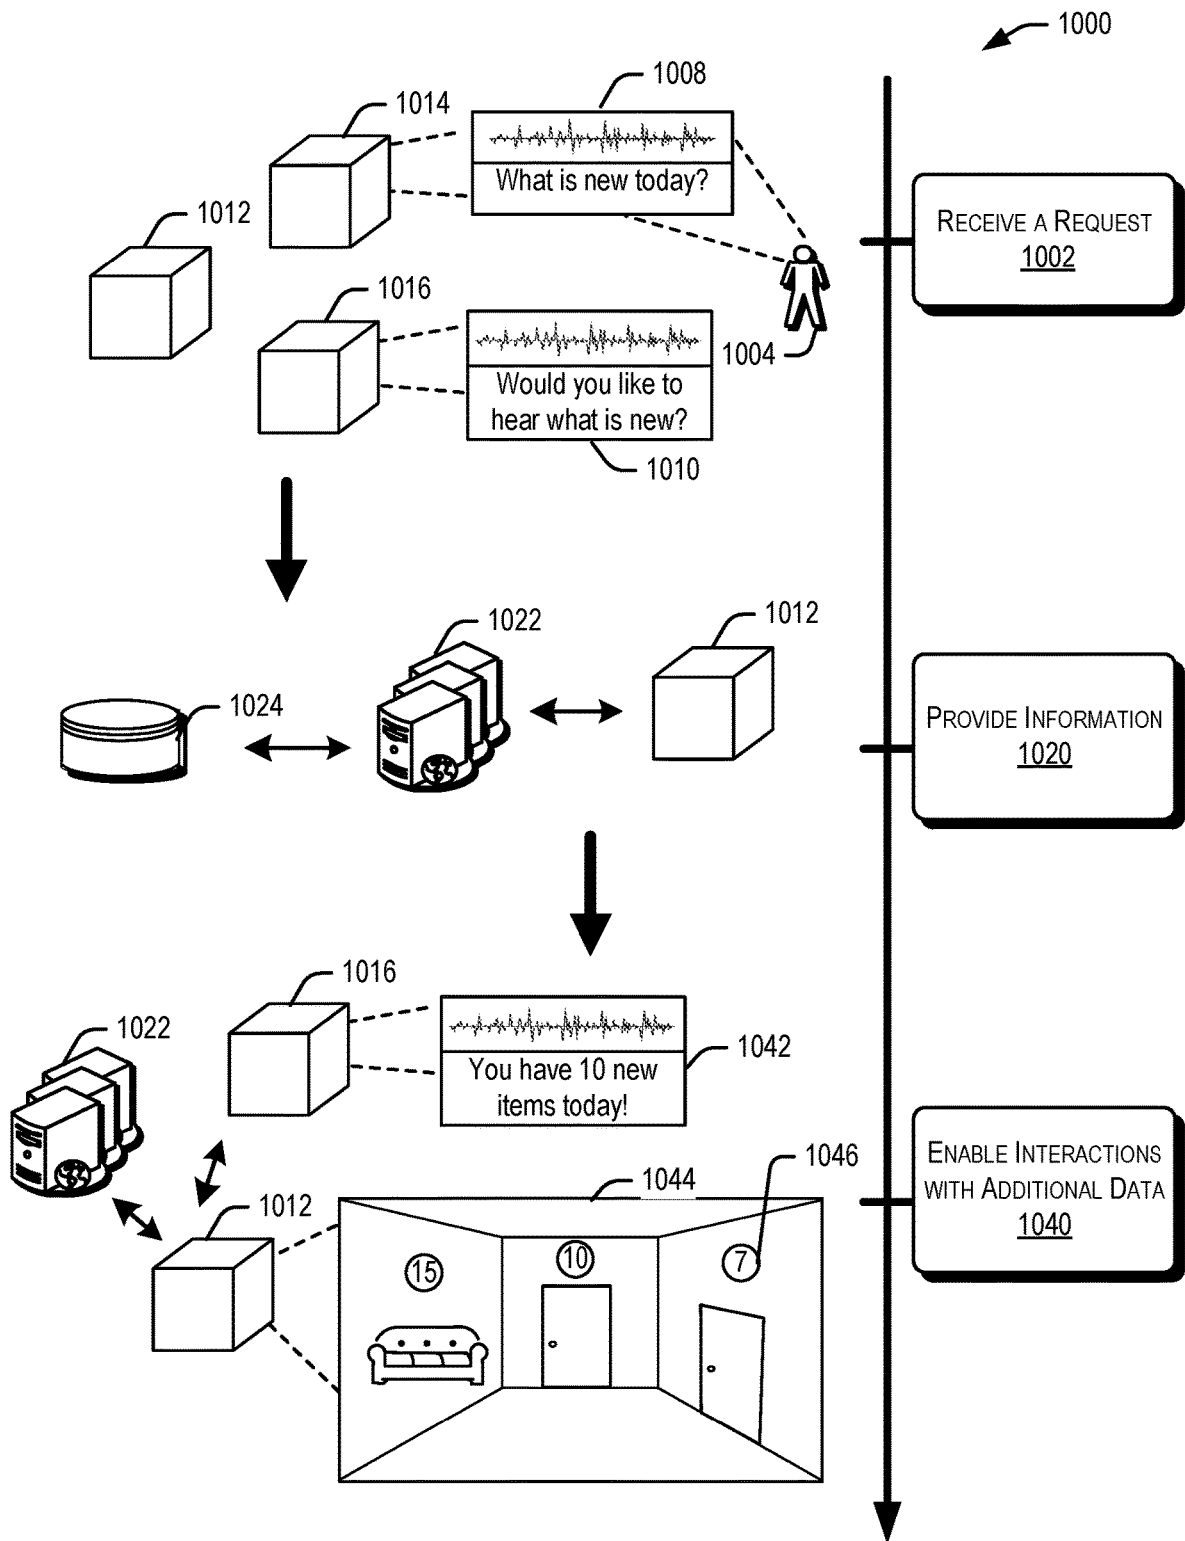 1000
1008
1014
What is new today?
1012
RECEIVE A REQUEST
1002
1016
1004
Would you like to
hear what is new?
1010
1012
1022
1024
PROVIDE INFORMATION
1020
1016
1022
1042
You have 10 new
items today!
ENABLE INTERACTIONS
WITH ADDITIONAL DATA
1040
1046
1044
1012
15
10
7